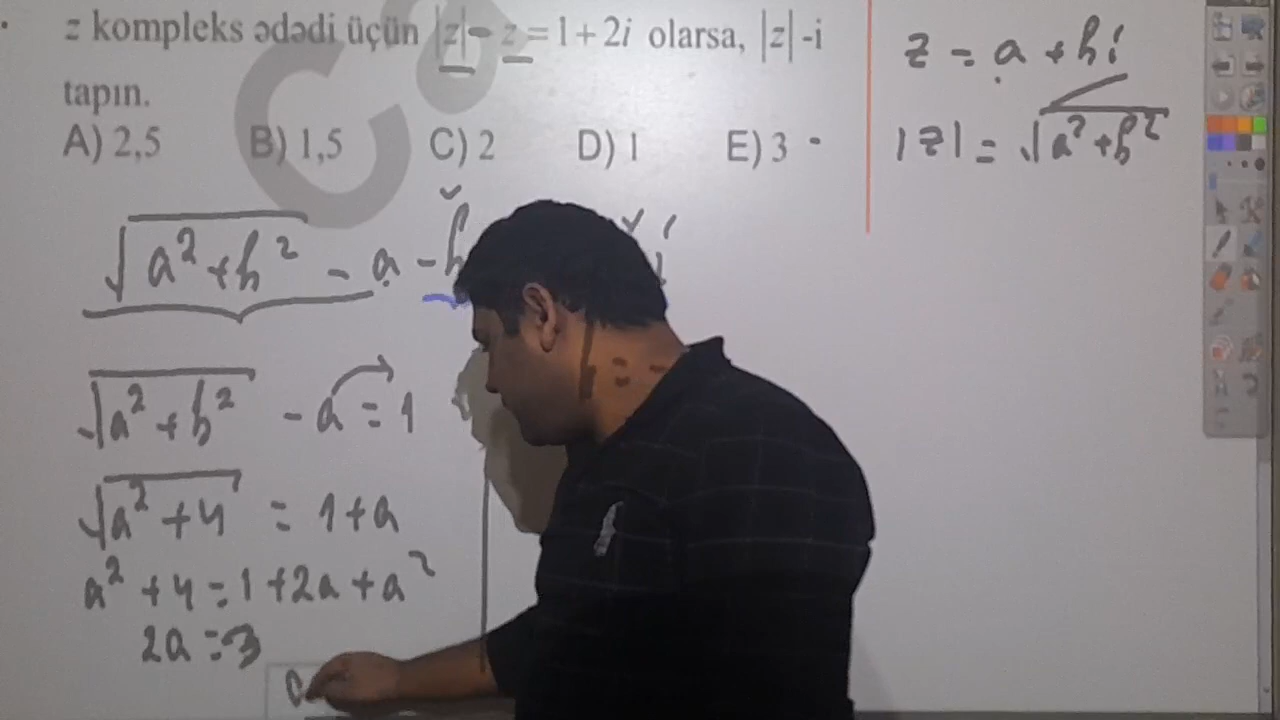 z kompleks ədədi üçün |z|- z = 1 + 2i olarsa, |z| -i
tapın.
A) 2,5 B) 1,5 C) 2 D) 1 E) 3
z = a + bi
|z| = √a² + b²
√a² + b² - a - b
√a² + b² - a = 1
√a² + 4 = 1 + a
a² + 4 = 1 + 2a + a²
2a = 3